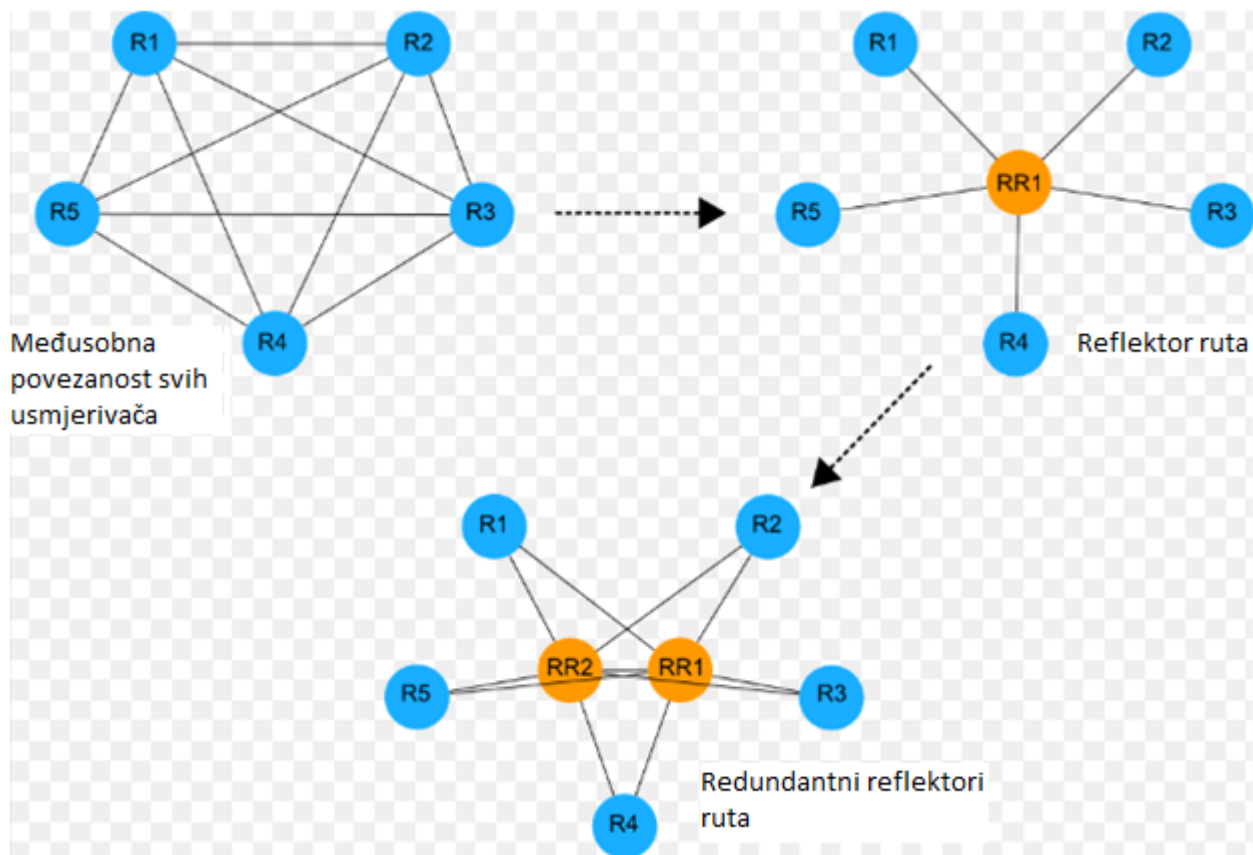 R1
R2
R5
R3
R4
Međusobna
povezanost svih
usmjerivača
R1
R2
RR1
R5
R3
R4
Reflektor ruta
R1
R2
RR2
RR1
R5
R3
R4
Redundantni reflektori
ruta